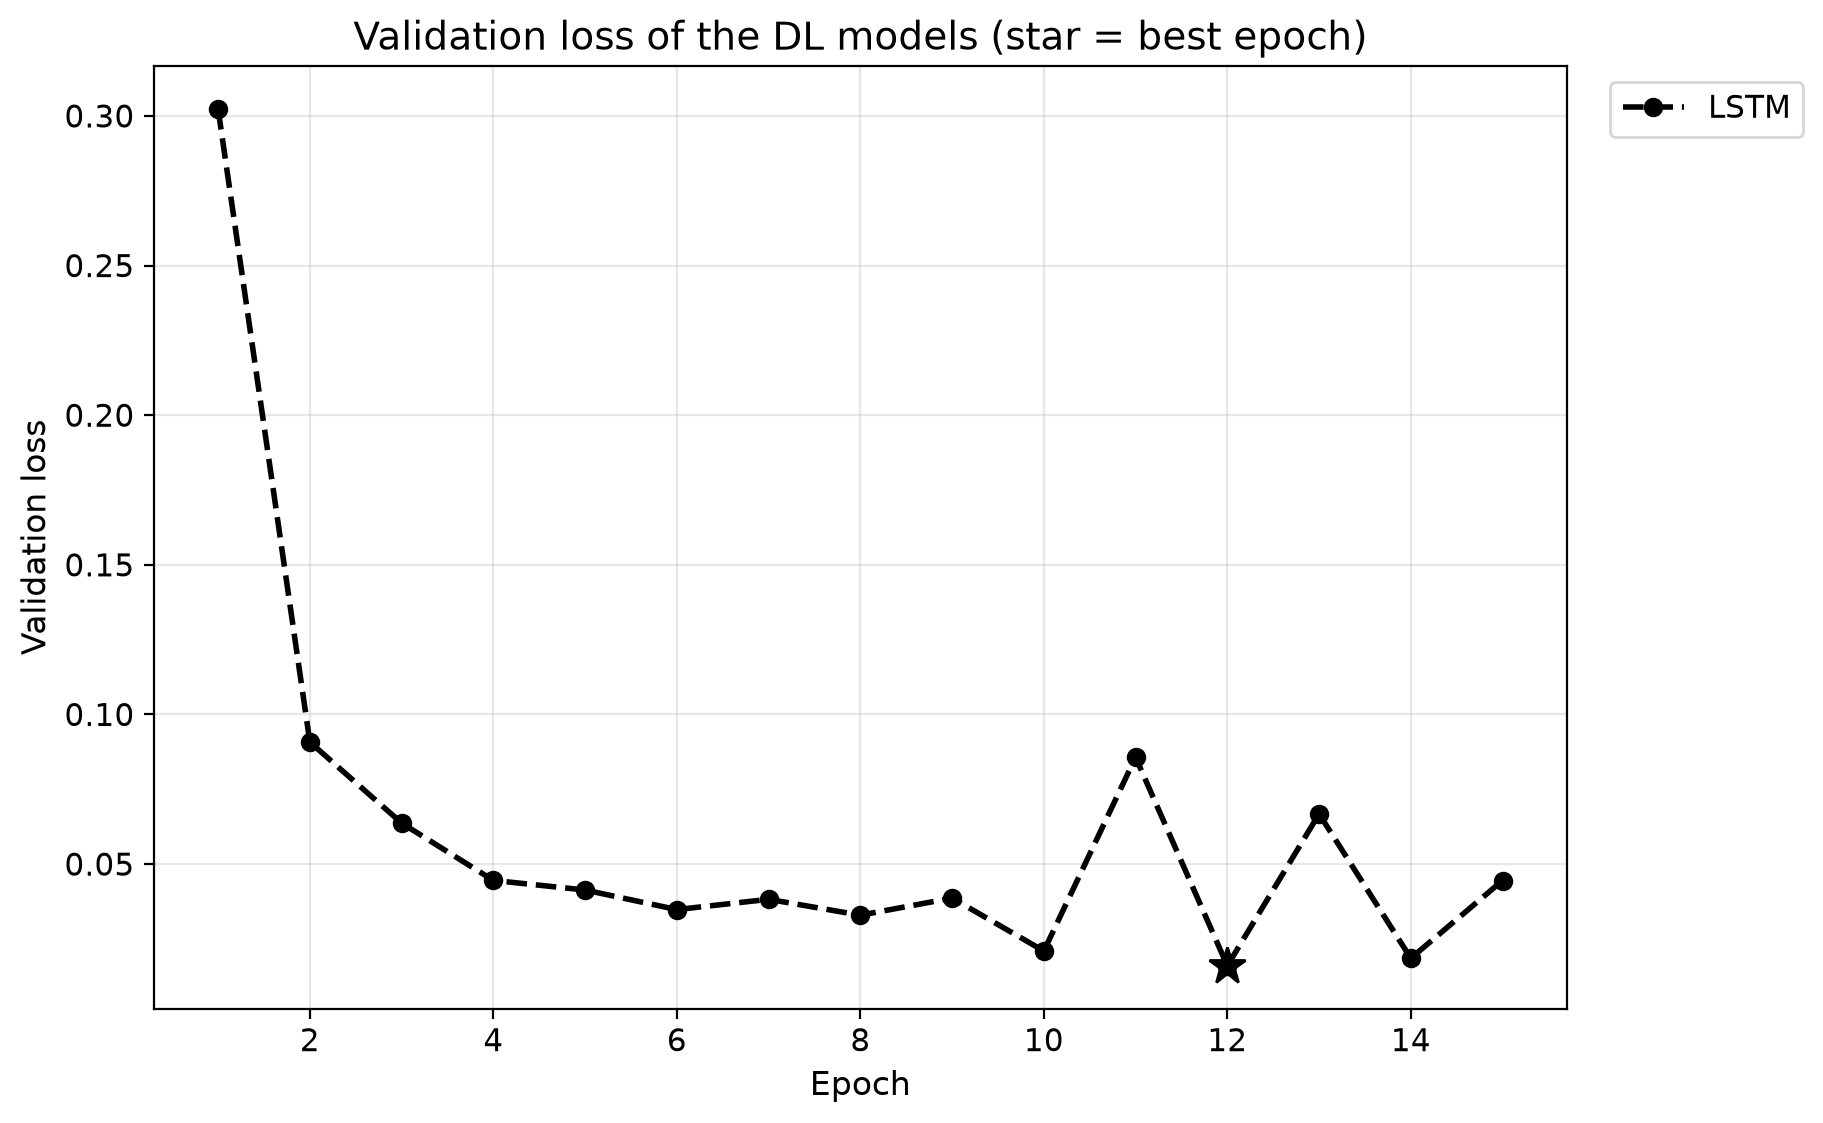 Validation loss of the DL models (star = best epoch)
LSTM
Validation loss
0.30
0.25
0.20
0.15
0.10
0.05
2 4 6 8 10 12 14
Epoch